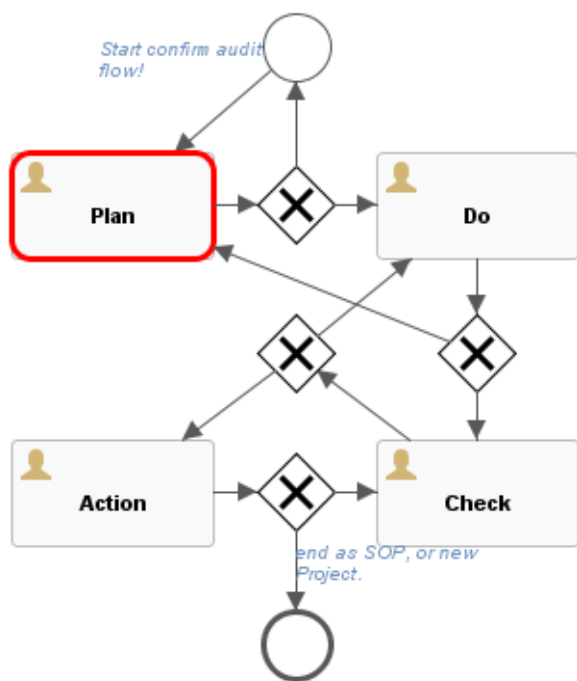 Start confirm audit
flow!
Plan
Do
Action
Check
end as SOP, or new
Project.